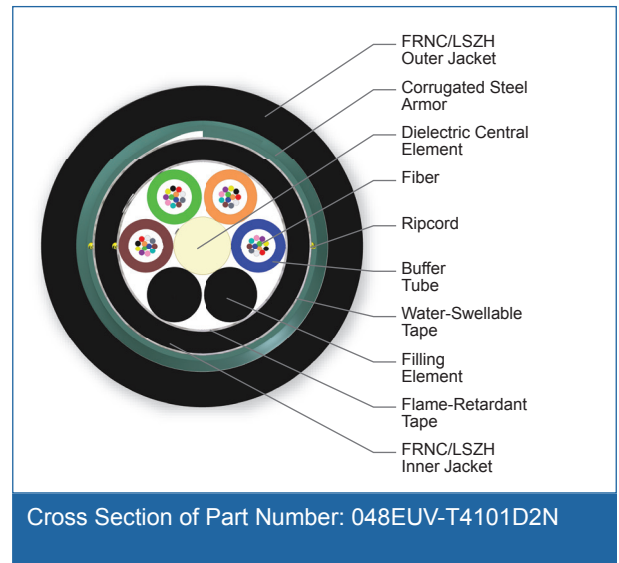 FRNC/LSZH
Outer Jacket
Corrugated Steel
Armor
Dielectric Central
Element
Fiber
Ripcord
Buffer
Tube
Water-Swellable
Tape
Filling
Element
Flame-Retardant
Tape
FRNC/LSZH
Inner Jacket
Cross Section of Part Number: 048EUV-T4101D2N